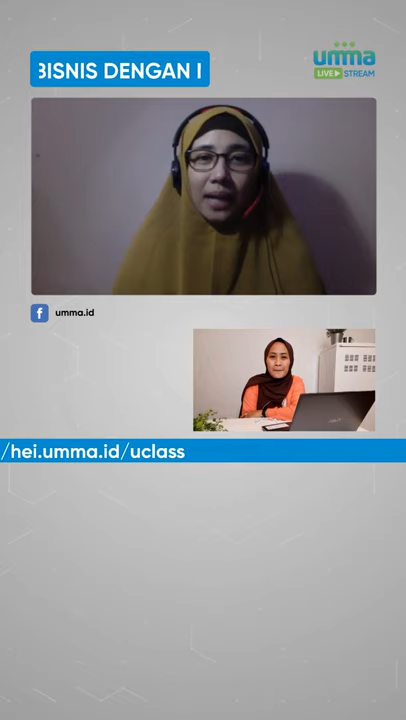 BISNIS DENGAN I
umma
LIVE STREAM
f umma.id
/hei.umma.id/uclass